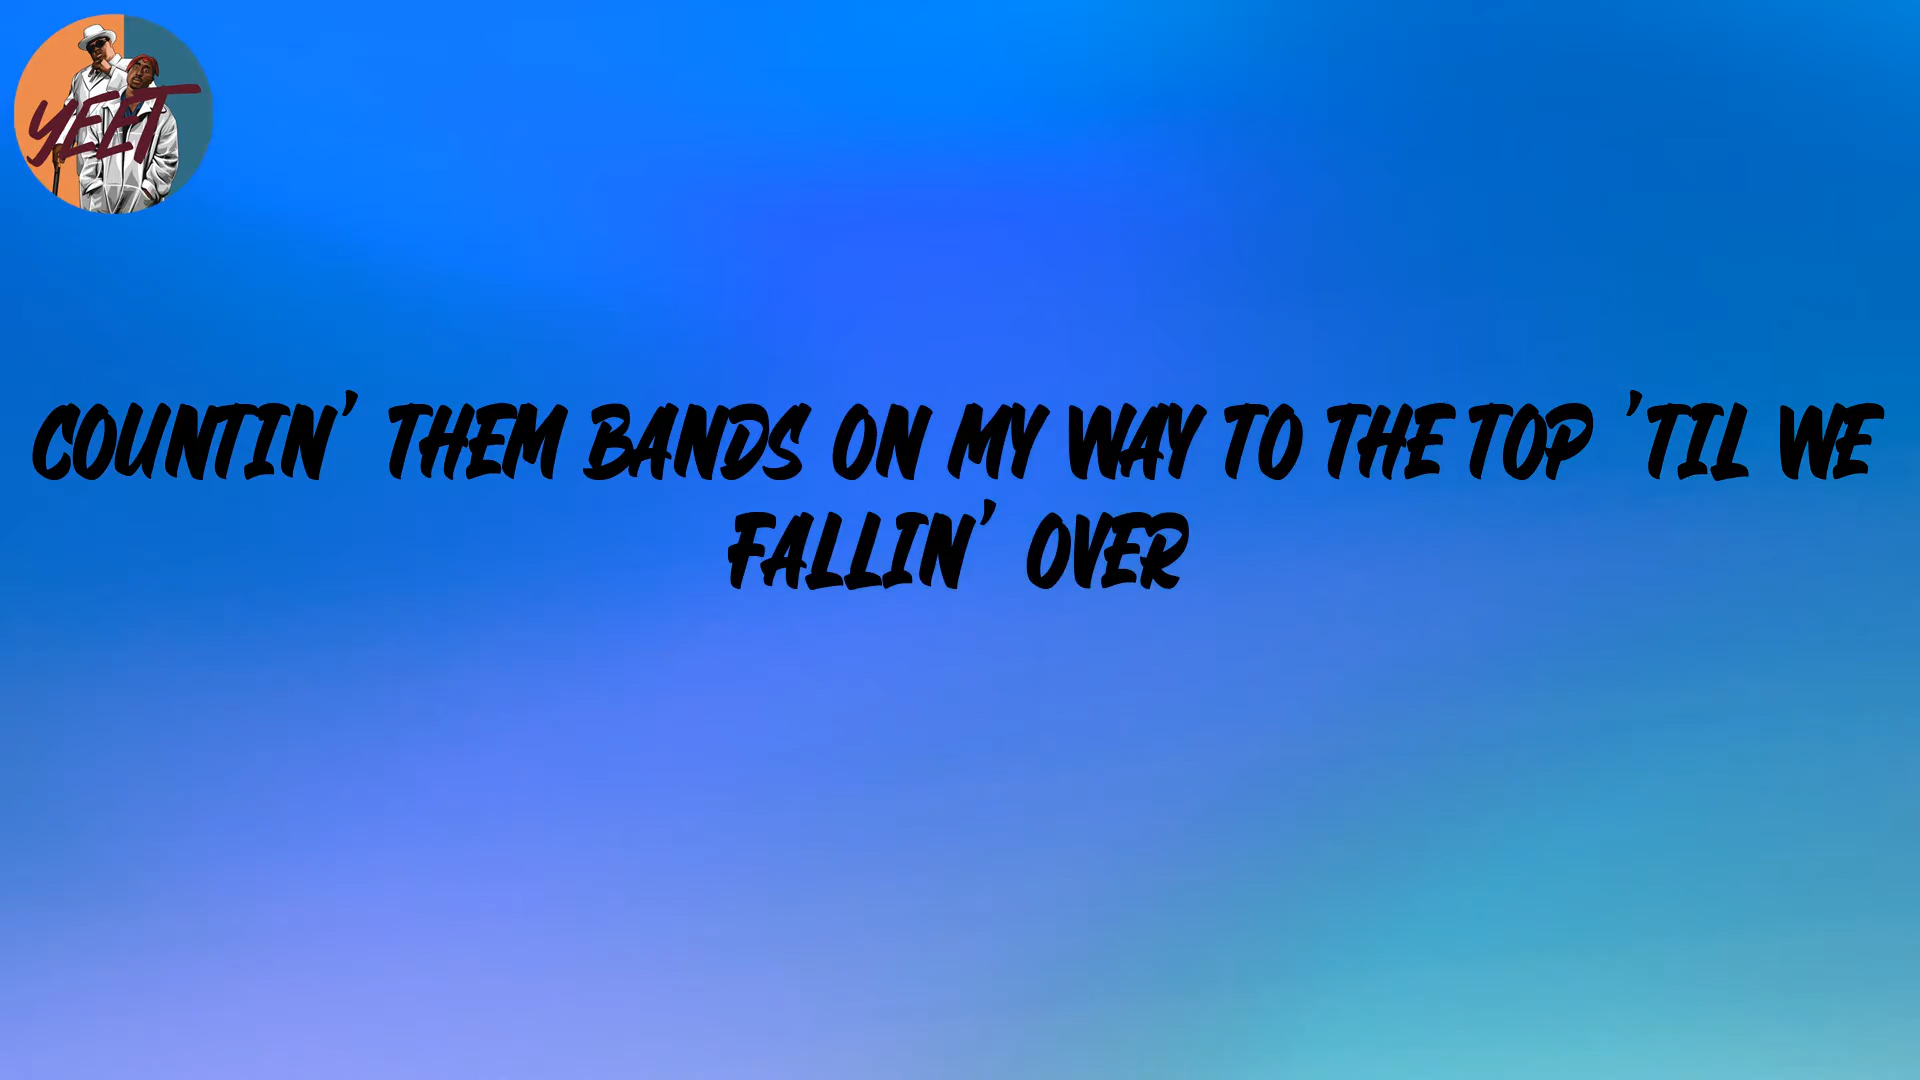 YEET
COUNTIN' THEM BANDS ON MY WAY TO THE TOP 'TIL WE
FALLIN' OVER